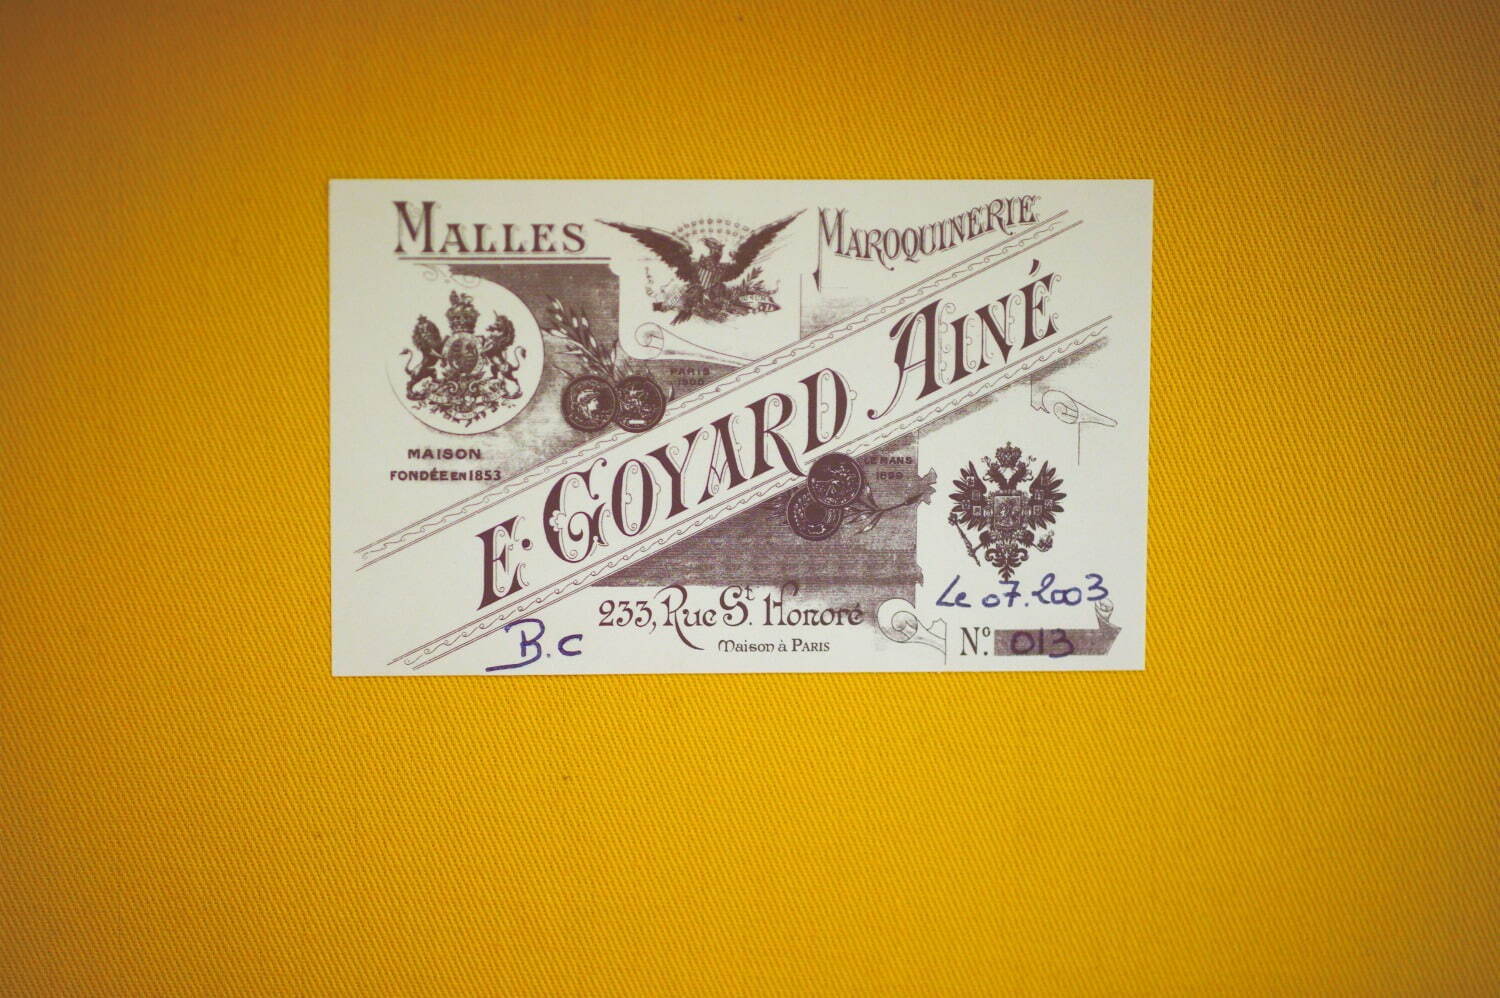 MALLES
MAROQUINERIE
PARIS
1900
MAISON
FONDÉE EN 1853
E. GOYARD AINÉ
LE MANS
1899
233, Rue St. Honoré
Maison à PARIS
B.C
Le 07.2003
No. 013